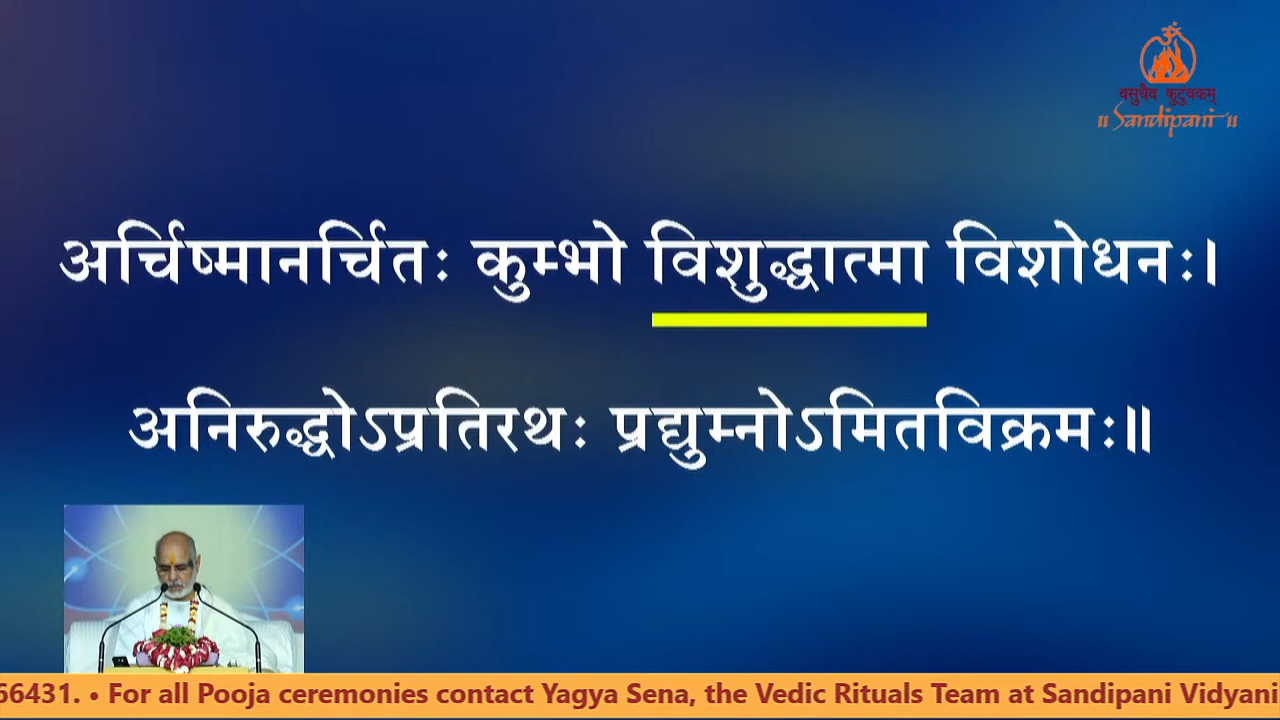 ॐ
वसुधैव कुटुंबकम्
॥ Sandipani ॥
अर्चिष्मानर्चितः कुम्भो विशुद्धात्मा विशोधनः।
अनिरुद्धोऽप्रतिरथः प्रद्युम्नोऽमितविक्रमः॥
66431. • For all Pooja ceremonies contact Yagya Sena, the Vedic Rituals Team at Sandipani Vidyani